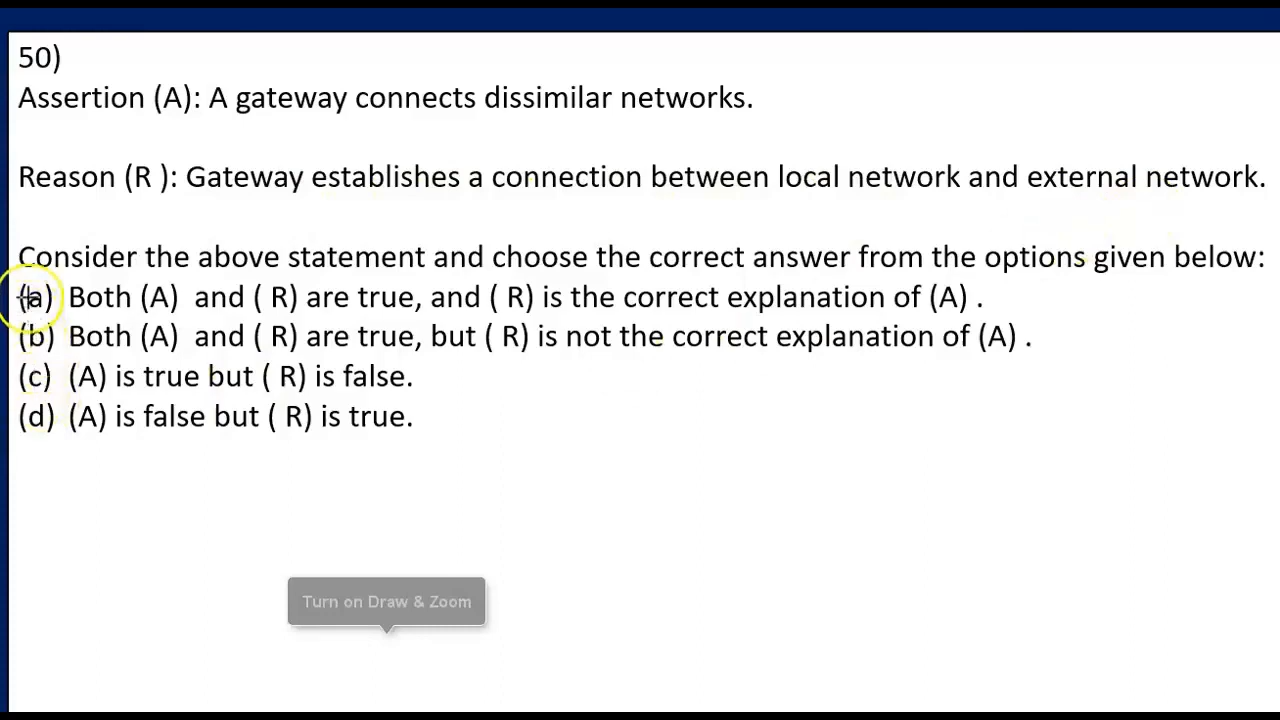 50)
Assertion (A): A gateway connects dissimilar networks.
Reason (R ): Gateway establishes a connection between local network and external network.
Consider the above statement and choose the correct answer from the options given below:
(a) Both (A) and ( R) are true, and ( R) is the correct explanation of (A) .
(b) Both (A) and ( R) are true, but ( R) is not the correct explanation of (A) .
(c) (A) is true but ( R) is false.
(d) (A) is false but ( R) is true.
Turn on Draw & Zoom